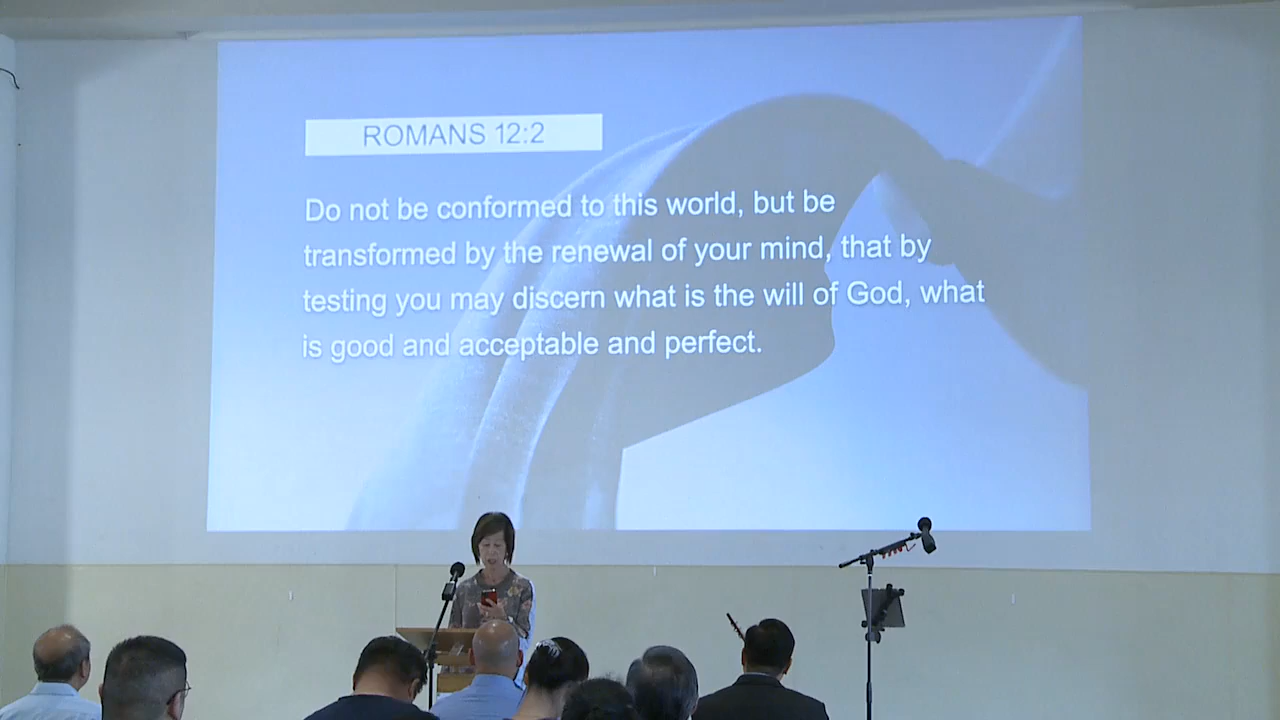 ROMANS 12:2
Do not be conformed to this world, but be
transformed by the renewal of your mind, that by
testing you may discern what is the will of God, what
is good and acceptable and perfect.